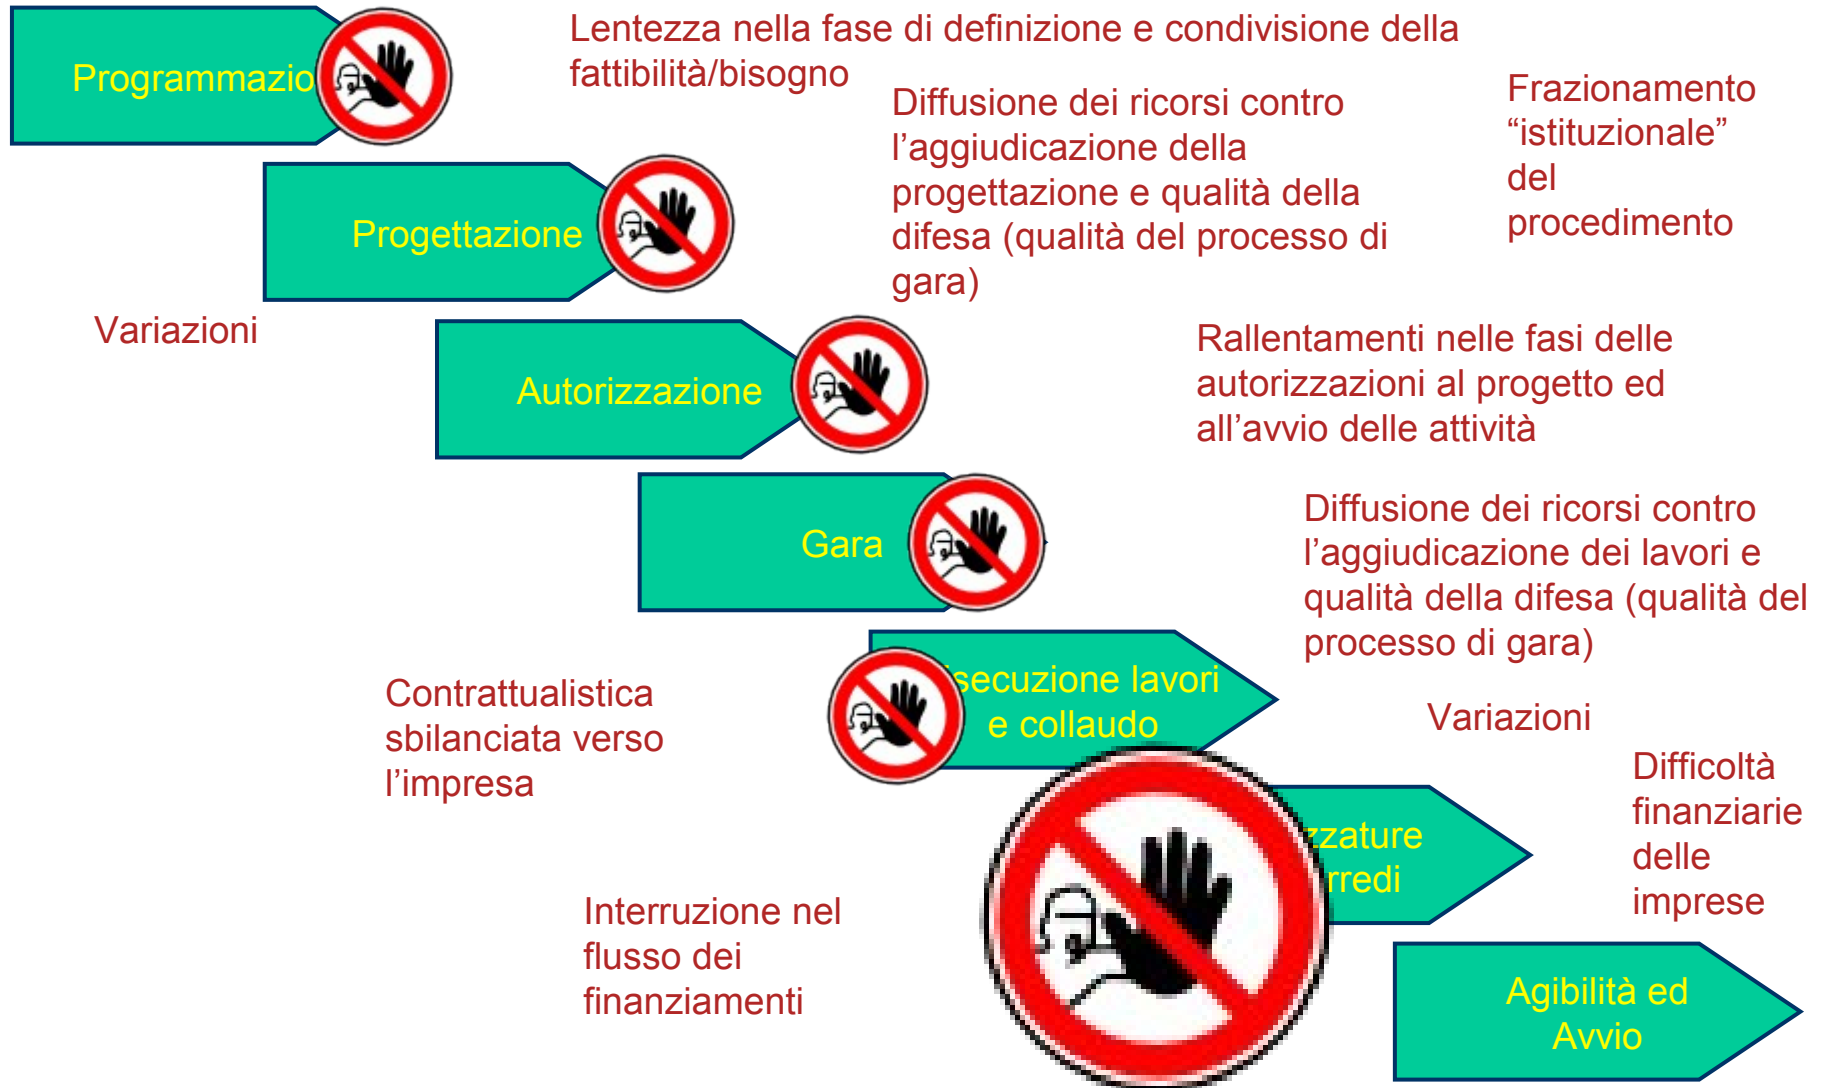 Lentezza nella fase di definizione e condivisione della
fattibilità/bisogno
Programmazio
Diffusione dei ricorsi contro
l’aggiudicazione della
progettazione e qualità della
difesa (qualità del processo di
gara)
Frazionamento
“istituzionale”
del
procedimento
Progettazione
Variazioni
Autorizzazione
Rallentamenti nelle fasi delle
autorizzazioni al progetto ed
all’avvio delle attività
Gara
Diffusione dei ricorsi contro
l’aggiudicazione dei lavori e
qualità della difesa (qualità del
processo di gara)
secuzione lavori
e collaudo
Contrattualistica
sbilanciata verso
l’impresa
Variazioni
Difficoltà
finanziarie
delle
imprese
zzature
rredi
Interruzione nel
flusso dei
finanziamenti
Agibilità ed
Avvio